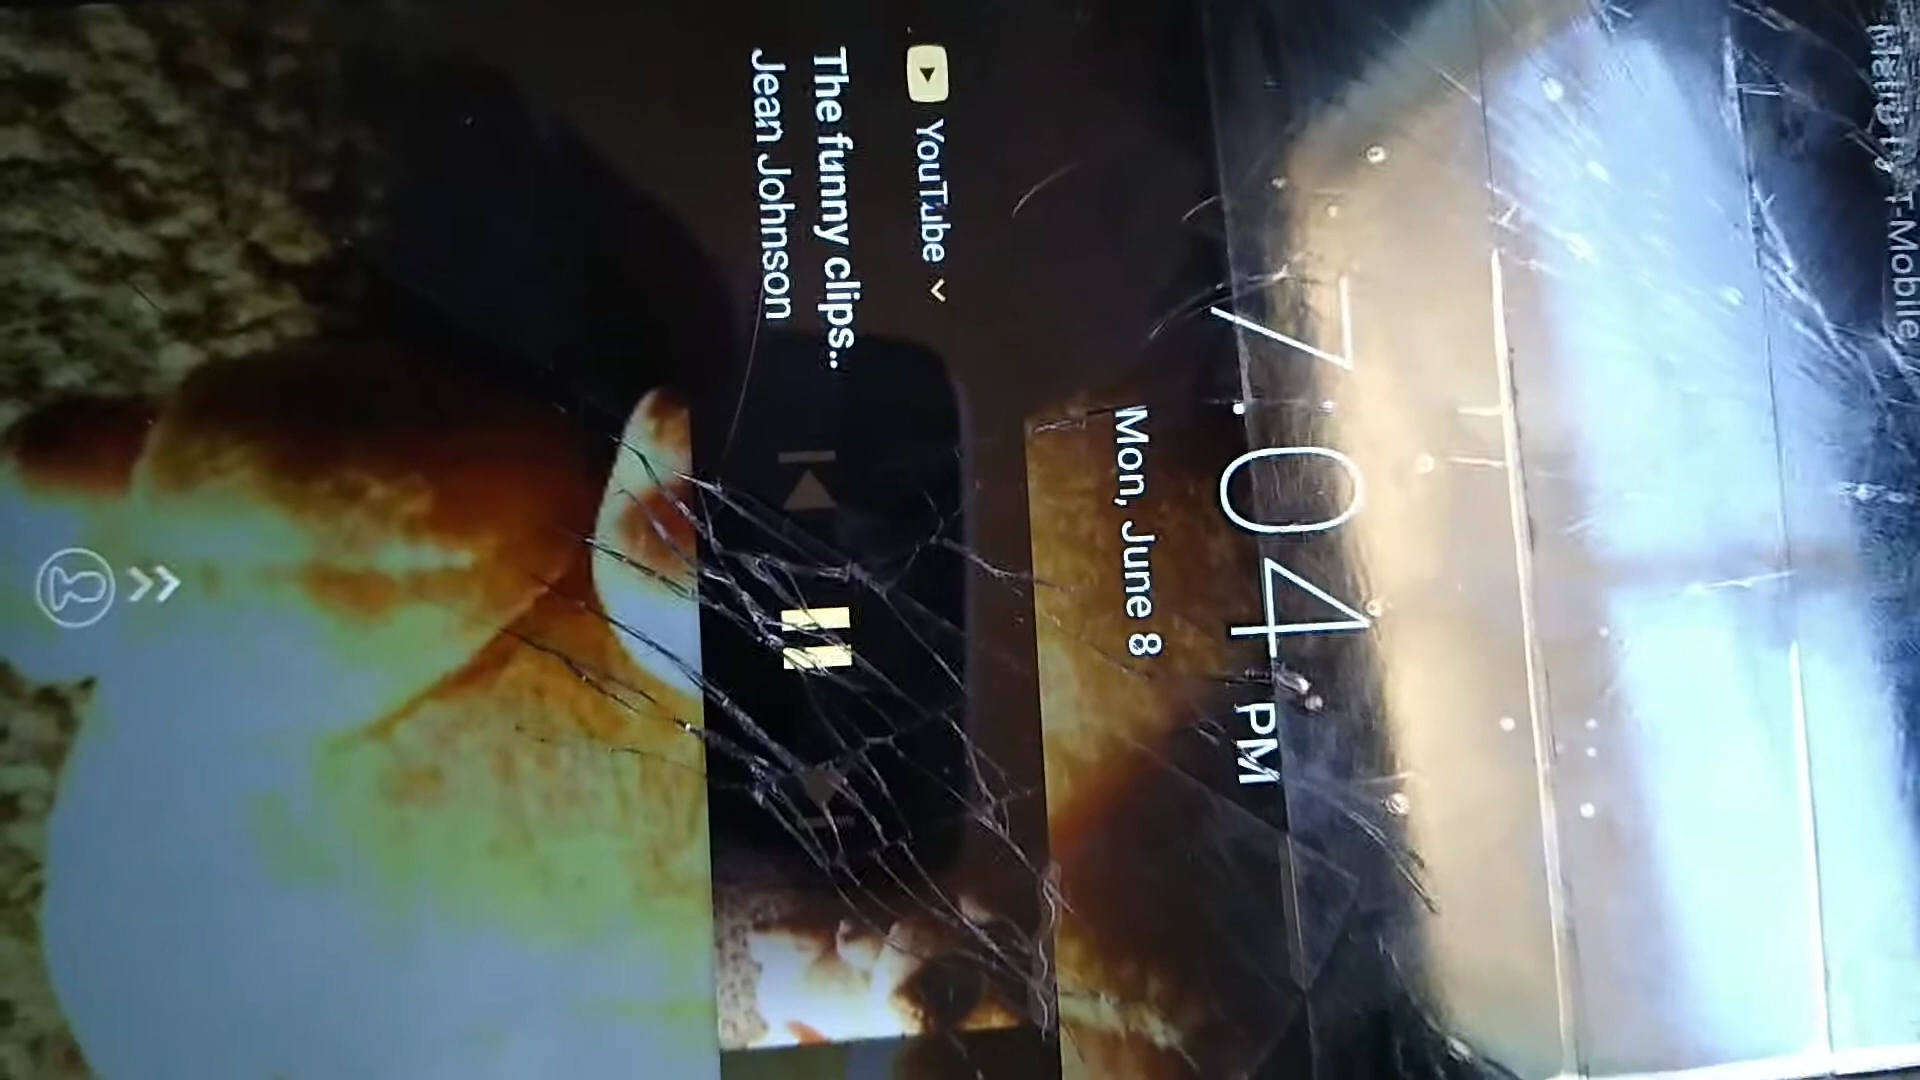 T-Mobile
7:04 PM
Mon, June 8
YouTube
The funny clips..
Jean Johnson